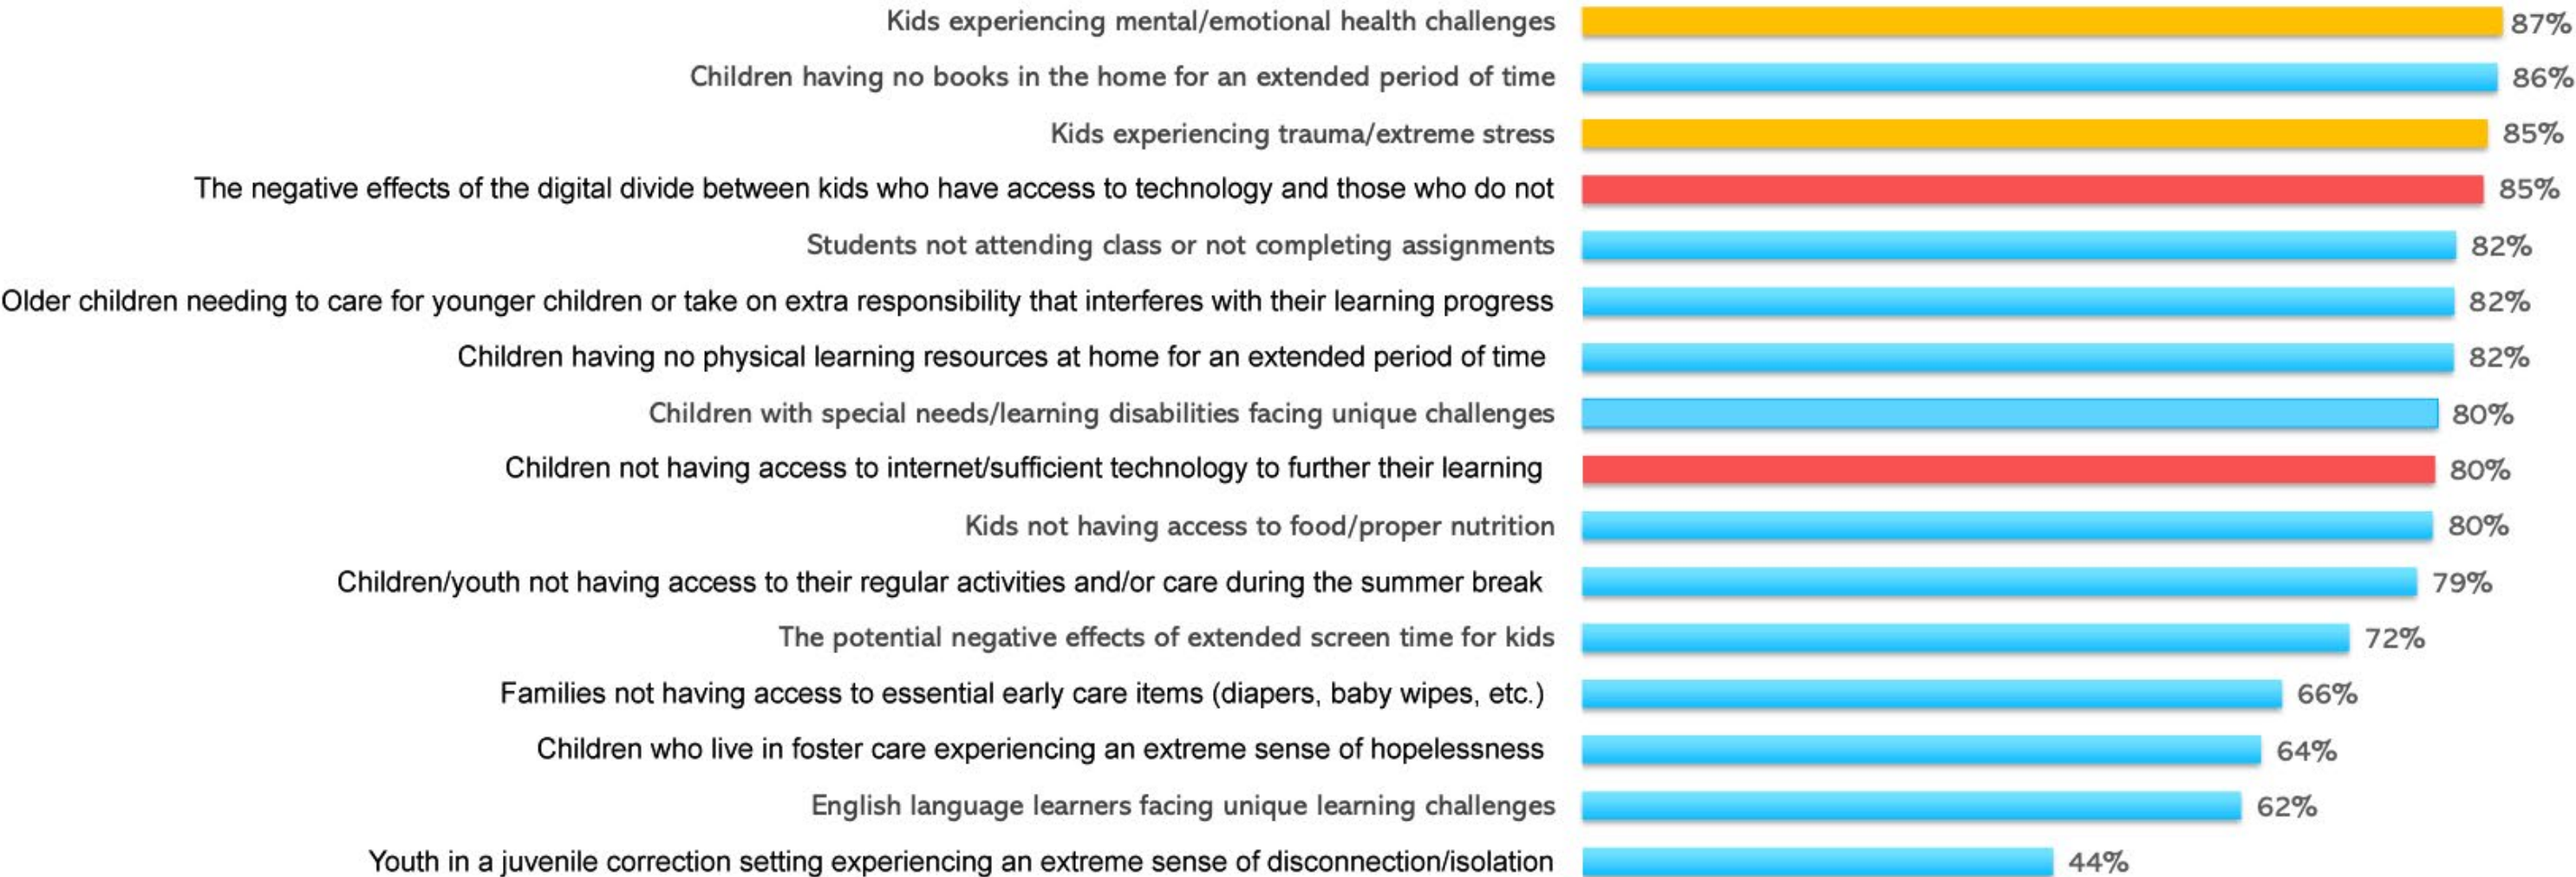 Kids experiencing mental/emotional health challenges 87%
Children having no books in the home for an extended period of time 86%
Kids experiencing trauma/extreme stress 85%
The negative effects of the digital divide between kids who have access to technology and those who do not 85%
Students not attending class or not completing assignments 82%
Older children needing to care for younger children or take on extra responsibility that interferes with their learning progress 82%
Children having no physical learning resources at home for an extended period of time 82%
Children with special needs/learning disabilities facing unique challenges 80%
Children not having access to internet/sufficient technology to further their learning 80%
Kids not having access to food/proper nutrition 80%
Children/youth not having access to their regular activities and/or care during the summer break 79%
The potential negative effects of extended screen time for kids 72%
Families not having access to essential early care items (diapers, baby wipes, etc.) 66%
Children who live in foster care experiencing an extreme sense of hopelessness 64%
English language learners facing unique learning challenges 62%
Youth in a juvenile correction setting experiencing an extreme sense of disconnection/isolation 44%